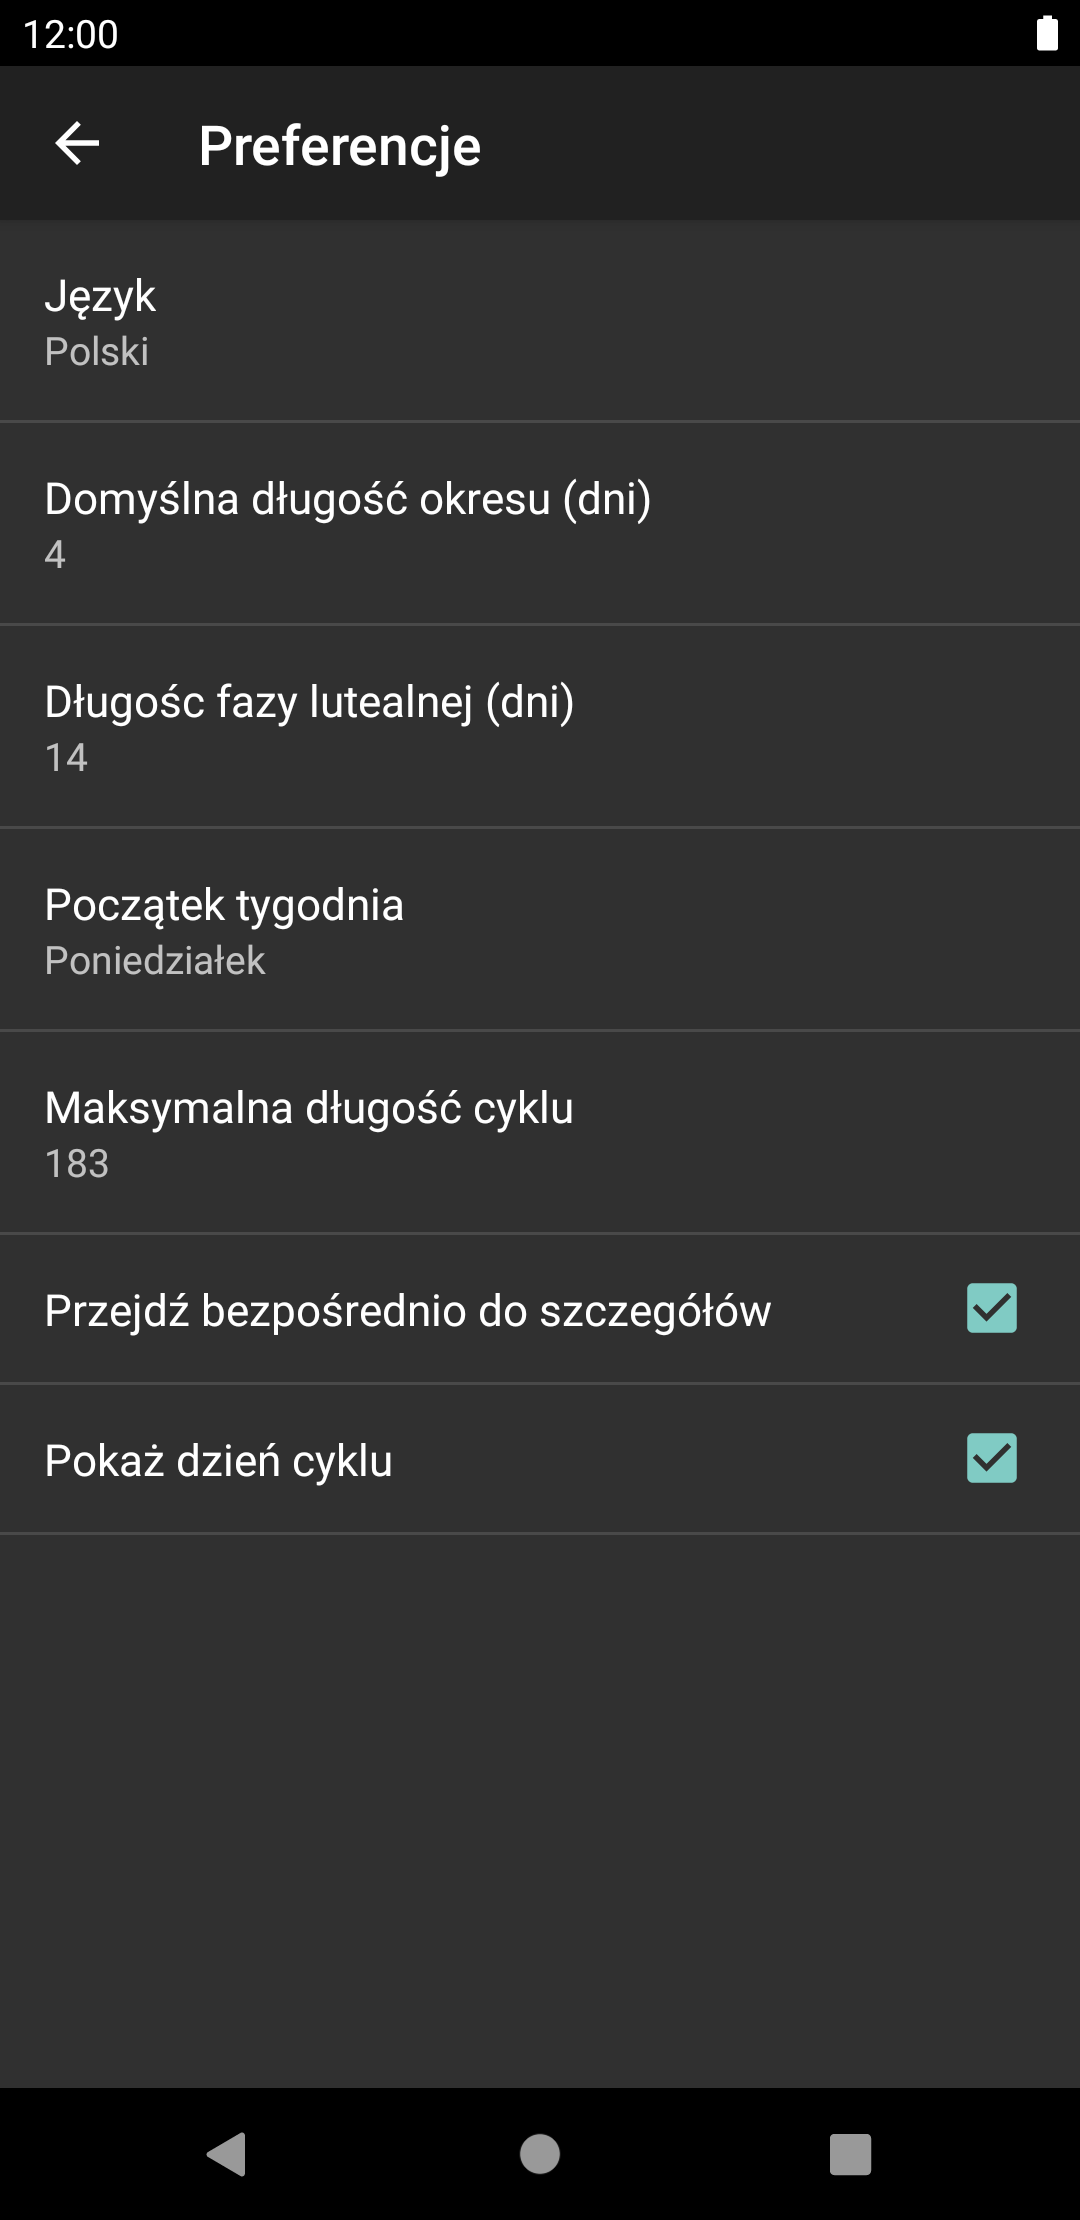 12:00
Preferencje
Język
Polski
Domyślna długość okresu (dni)
4
Długośc fazy lutealnej (dni)
14
Początek tygodnia
Poniedziałek
Maksymalna długość cyklu
183
Przejdź bezpośrednio do szczegółów
Pokaż dzień cyklu